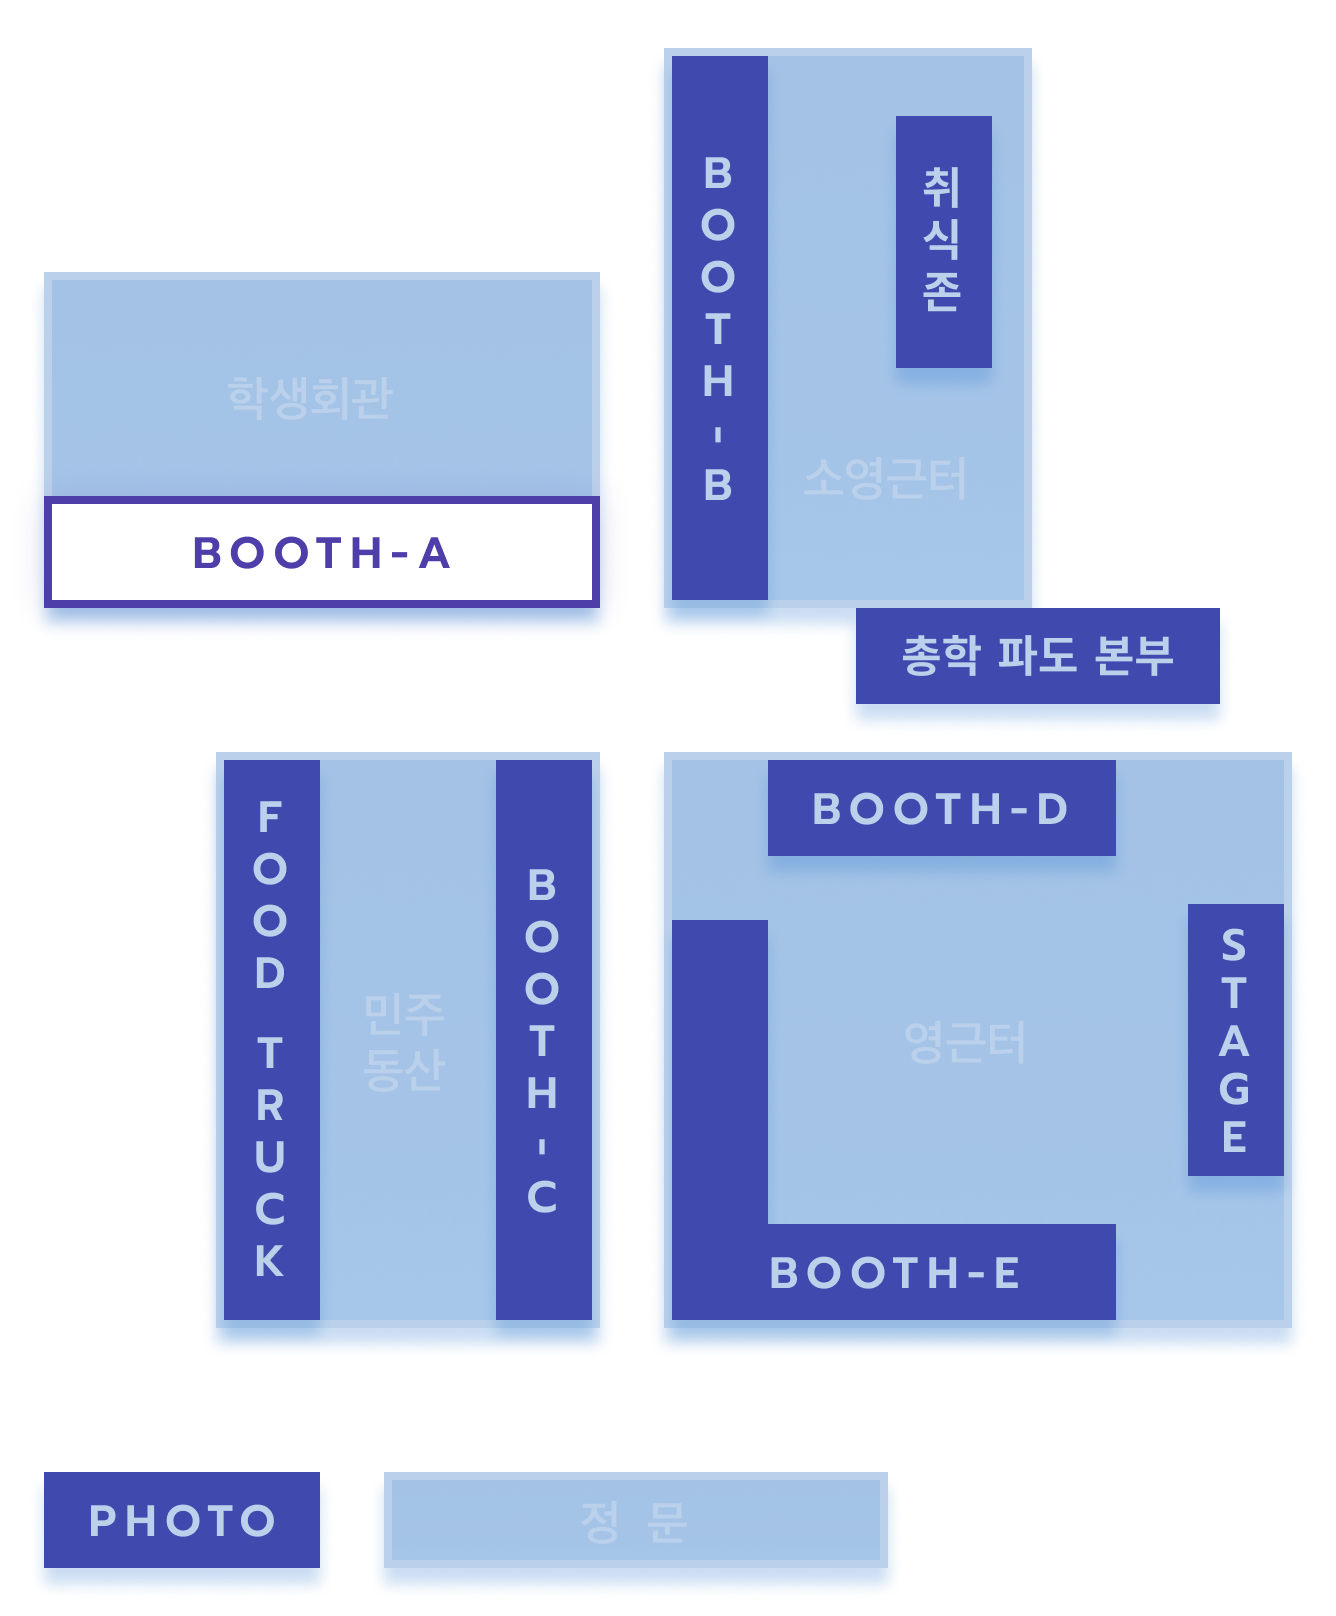 BOOTH-B
취식존
학생회관
소영근터
BOOTH-A
총학 파도 본부
FOOD TRUCK
민주
동산
BOOTH-C
BOOTH-D
영근터
STAGE
BOOTH-E
PHOTO
정 문